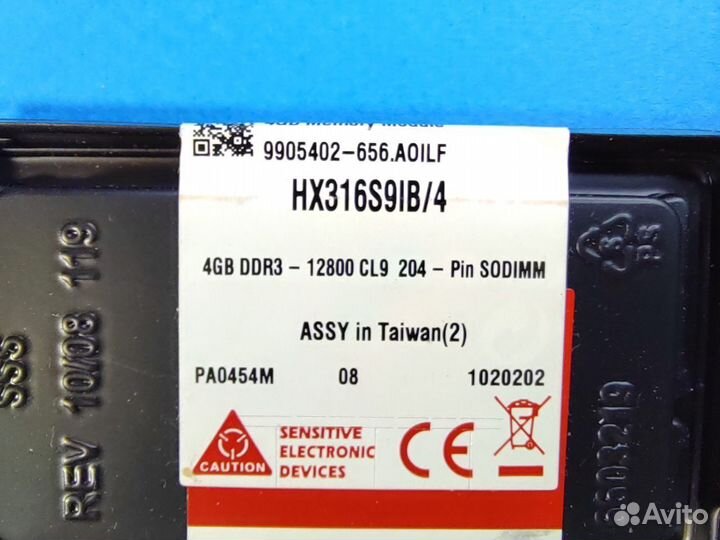 9905402-656.A0ILF
HX316S9IB/4
4GB DDR3 - 12800 CL9 204 - Pin SODIMM
ASSY in Taiwan(2)
PA0454M 08 1020202
CAUTION
SENSITIVE
ELECTRONIC
DEVICES
CE
REV 10/08 119
Avito